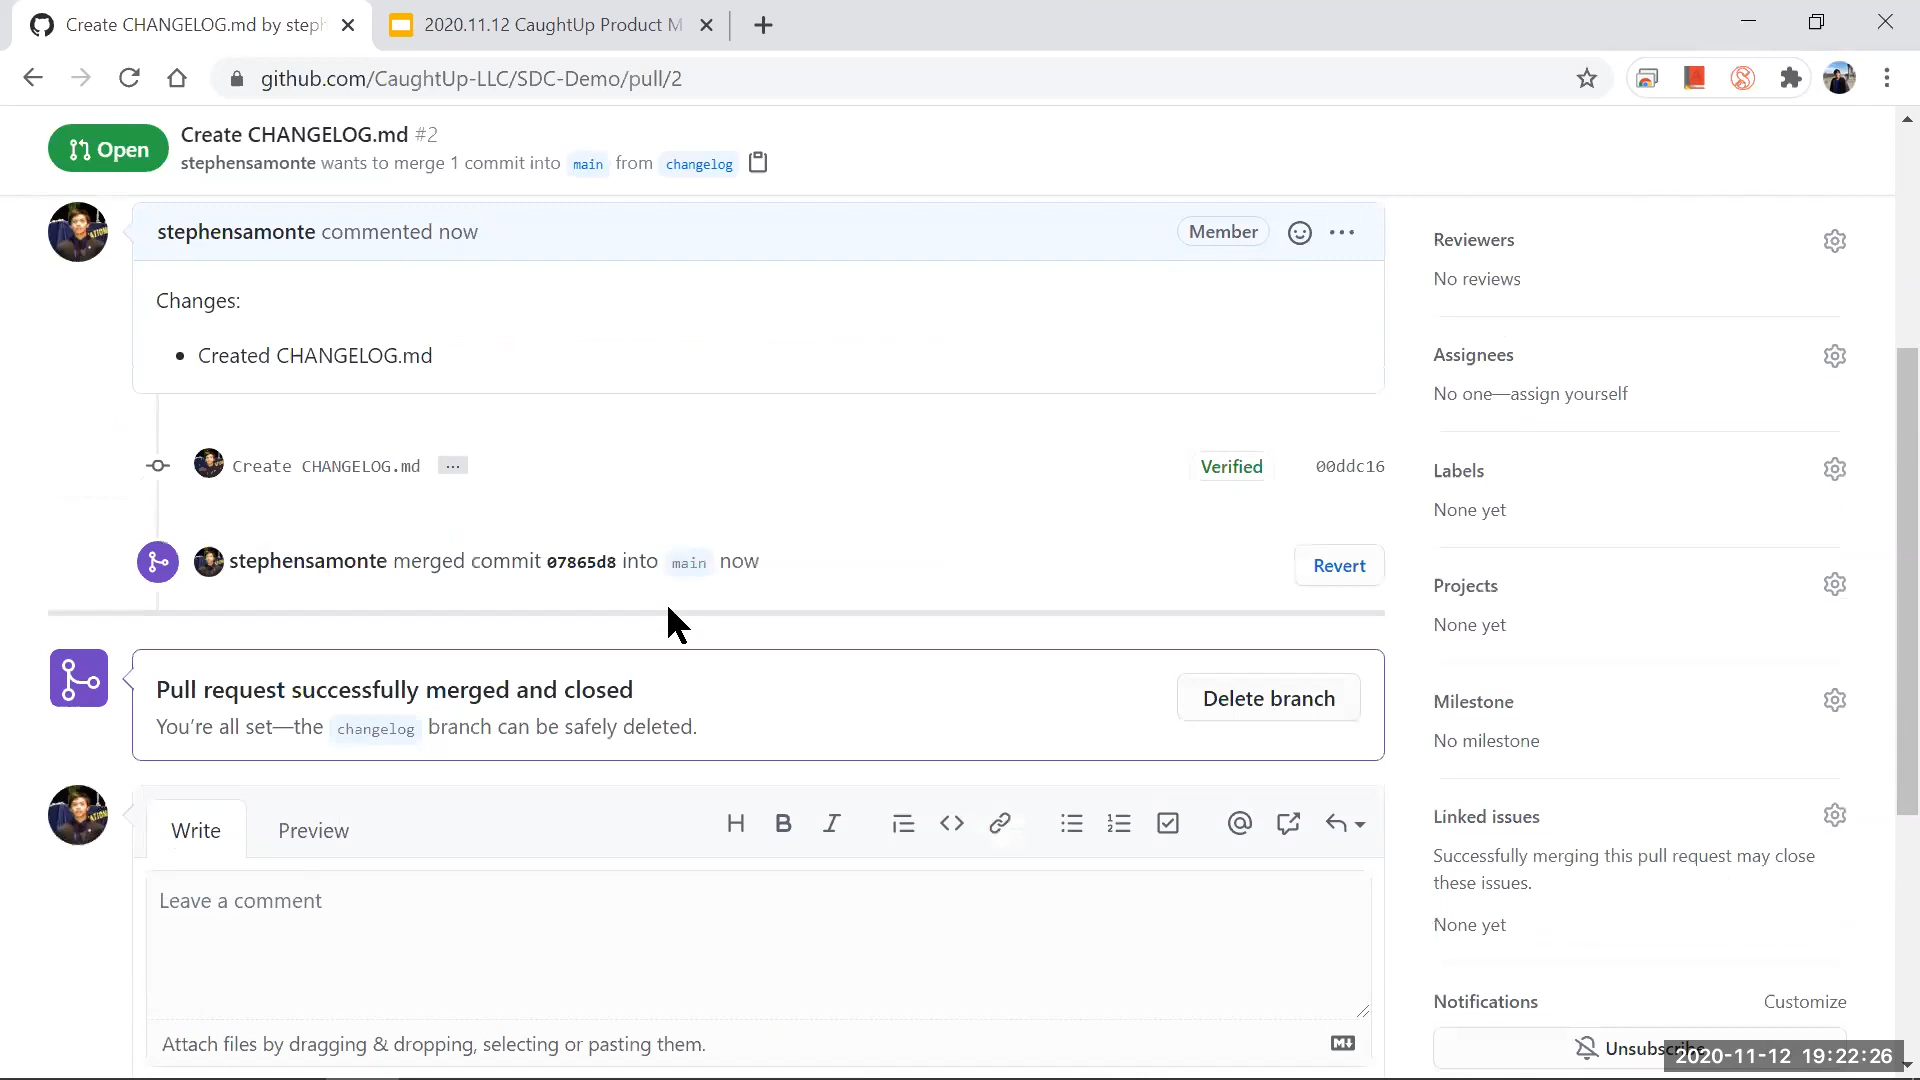 Create CHANGELOG.md by steph
2020.11.12 CaughtUp Product M
github.com/CaughtUp-LLC/SDC-Demo/pull/2
Open
Create CHANGELOG.md #2
stephensamonte wants to merge 1 commit into main from changelog
stephensamonte commented now
Member
Changes:
Created CHANGELOG.md
Create CHANGELOG.md ...
Verified
00ddc16
stephensamonte merged commit 07865d8 into main now
Revert
Pull request successfully merged and closed
You're all set—the changelog branch can be safely deleted.
Delete branch
Write
Preview
H B I
Leave a comment
Attach files by dragging & dropping, selecting or pasting them.
Reviewers
No reviews
Assignees
No one—assign yourself
Labels
None yet
Projects
None yet
Milestone
No milestone
Linked issues
Successfully merging this pull request may close
these issues.
None yet
Notifications
Customize
Unsubscribe
2020-11-12 19:22:26